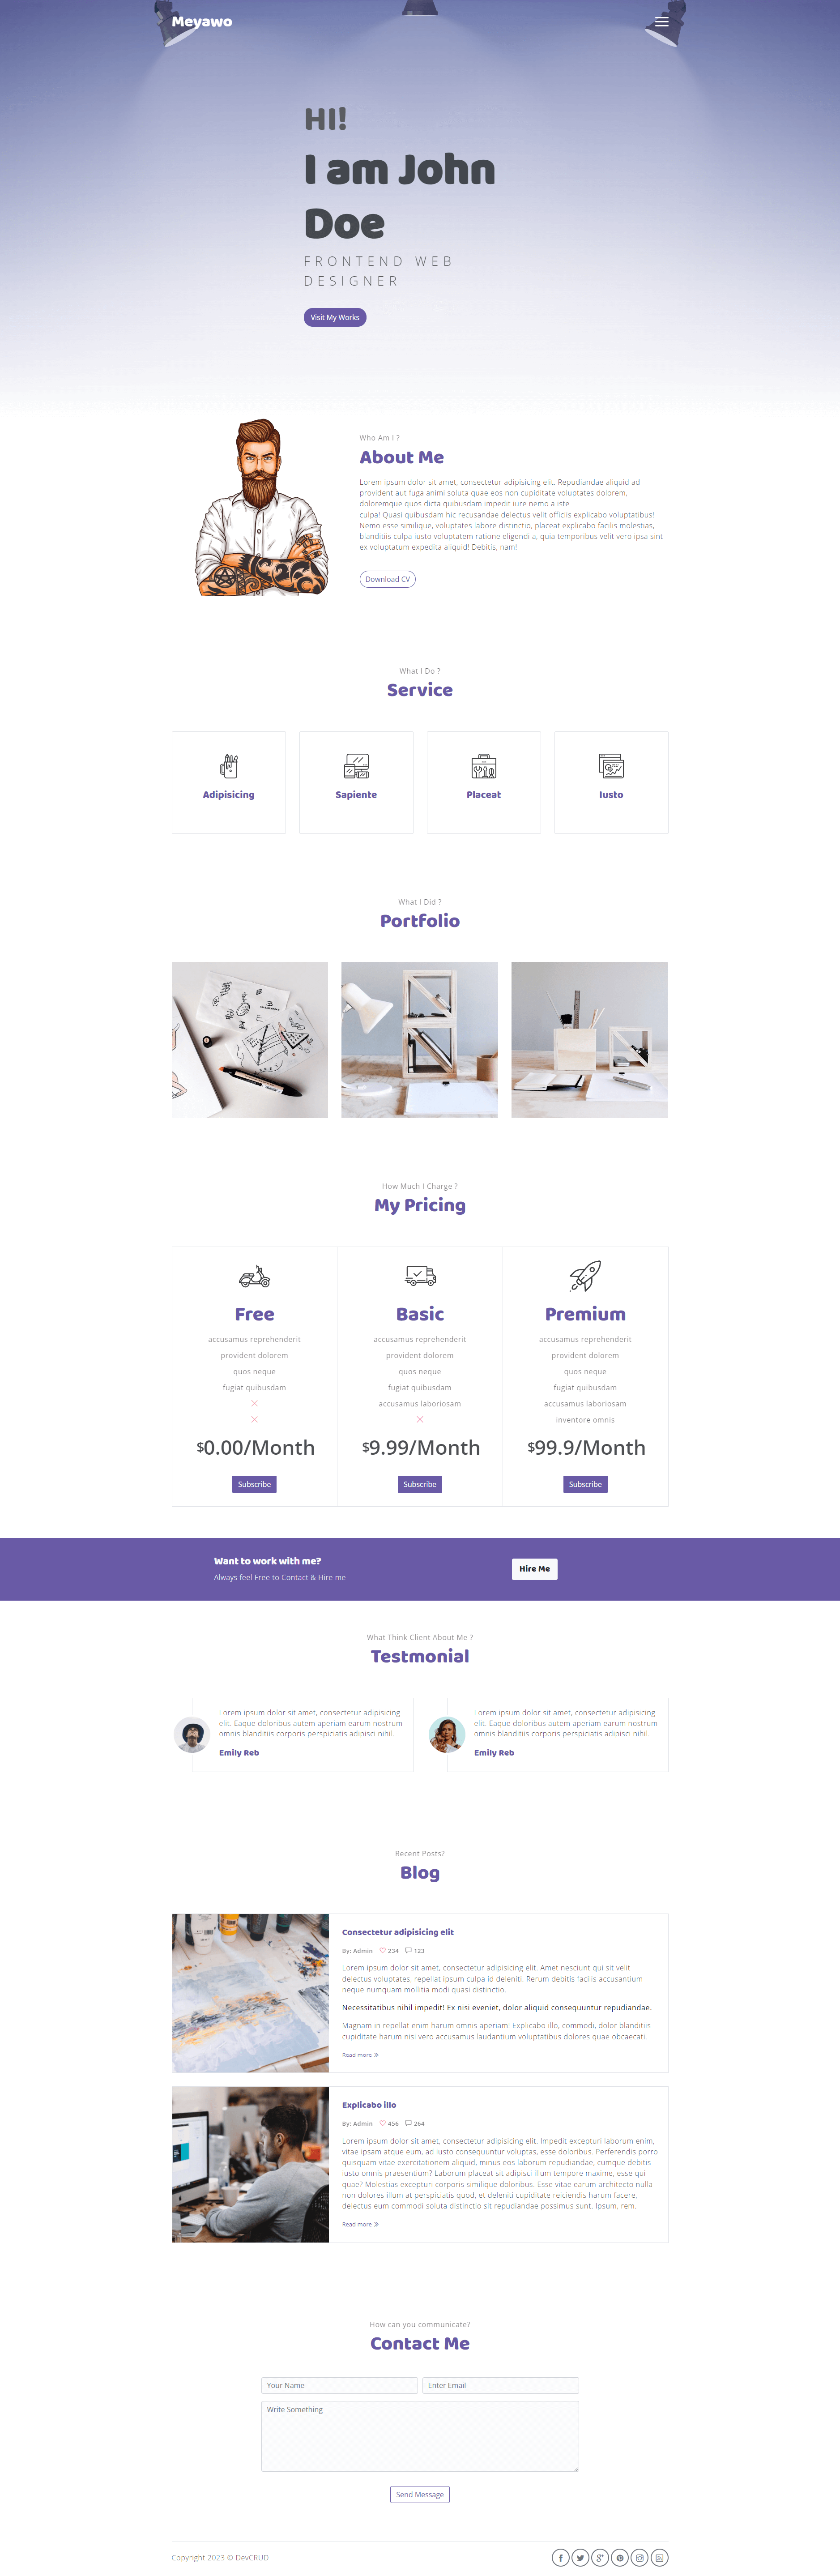 Meyawo
HI!
I am John
Doe
FRONTEND WEB
DESIGNER
Visit My Works
Who Am I ?
About Me
Lorem ipsum dolor sit amet, consectetur adipisicing elit. Repudiandae aliquid ad
provident aut fuga animi soluta quae eos non cupiditate voluptates dolorem,
doloremque quos dicta quibusdam impedit iure nemo a iste
culpa! Quasi quibusdam hic recusandae delectus velit officiis explicabo voluptatibus!
Nemo esse similique, voluptates labore distinctio, placeat explicabo facilis molestias,
blanditiis culpa iusto voluptatem ratione eligendi a, quia temporibus velit vero ipsa sint
ex voluptatum expedita aliquid! Debitis, nam!
Download CV
What I Do ?
Service
Adipisicing
Sapiente
Placeat
Iusto
What I Did ?
Portfolio
How Much I Charge ?
My Pricing
Free
accusamus reprehenderit
provident dolorem
quos neque
fugiat quibusdam
$0.00/Month
Subscribe
Basic
accusamus reprehenderit
provident dolorem
quos neque
fugiat quibusdam
accusamus laboriosam
$9.99/Month
Subscribe
Premium
accusamus reprehenderit
provident dolorem
quos neque
fugiat quibusdam
accusamus laboriosam
inventore omnis
$99.9/Month
Subscribe
Want to work with me?
Always feel Free to Contact & Hire me
Hire Me
What Think Client About Me ?
Testmonial
Lorem ipsum dolor sit amet, consectetur adipisicing
elit. Eaque doloribus autem aperiam earum nostrum
omnis blanditiis corporis perspiciatis adipisci nihil.
Emily Reb
Lorem ipsum dolor sit amet, consectetur adipisicing
elit. Eaque doloribus autem aperiam earum nostrum
omnis blanditiis corporis perspiciatis adipisci nihil.
Emily Reb
Recent Posts?
Blog
Consectetur adipisicing elit
By: Admin 234 123
Lorem ipsum dolor sit amet, consectetur adipisicing elit. Amet nesciunt qui sit velit
delectus voluptates, repellat ipsum culpa id deleniti. Rerum debitis facilis accusantium
neque numquam mollitia modi quasi distinctio.
Necessitatibus nihil impedit! Ex nisi eveniet, dolor aliquid consequuntur repudiandae.
Magnam in repellat enim harum omnis aperiam! Explicabo illo, commodi, dolor blanditiis
cupiditate harum nisi vero accusamus laudantium voluptatibus dolores quae obcaecati.
Read more
Explicabo illo
By: Admin 456 264
Lorem ipsum dolor sit amet, consectetur adipisicing elit. Impedit excepturi laborum enim,
vitae ipsam atque eum, ad iusto consequuntur voluptas, esse doloribus. Perferendis porro
quisquam vitae exercitationem aliquid, minus eos laborum repudiandae, cumque debitis
iusto omnis praesentium? Laborum placeat sit adipisci illum tempore maxime, esse qui
quae? Molestias excepturi corporis similique doloribus. Esse vitae earum architecto nulla
non dolores illum at perspiciatis quod, et deleniti cupiditate reiciendis harum facere,
delectus eum commodi soluta distinctio sit repudiandae possimus sunt. Ipsum, rem.
Read more
How can you communicate?
Contact Me
Your Name
Enter Email
Write Something
Send Message
Copyright 2023 © DevCRUD